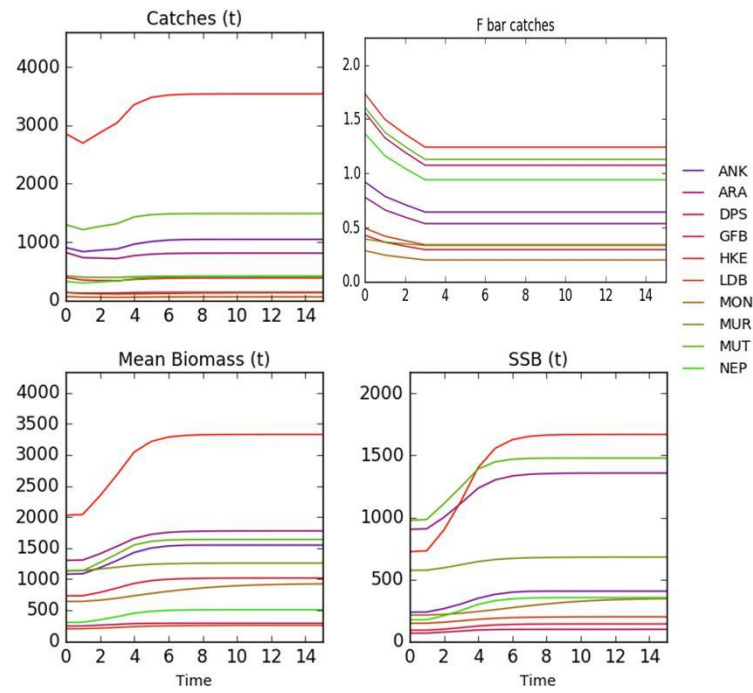 Catches (t)
4000
3000
2000
1000
0
0 2 4 6 8 10 12 14
F bar catches
2.0
1.5
1.0
0.5
0.0
0 2 4 6 8 10 12 14
ANK
ARA
DPS
GFB
HKE
LDB
MON
MUR
MUT
NEP
Mean Biomass (t)
4000
3500
3000
2500
2000
1500
1000
500
0
0 2 4 6 8 10 12 14
Time
SSB (t)
2000
1500
1000
500
0
0 2 4 6 8 10 12 14
Time